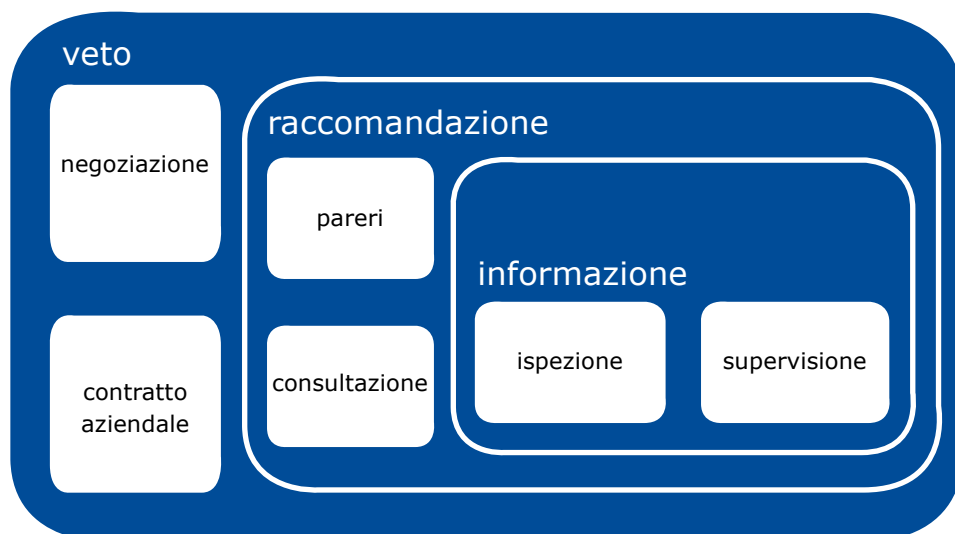 veto
negoziazione
contratto
aziendale
raccomandazione
pareri
consultazione
informazione
ispezione
supervisione